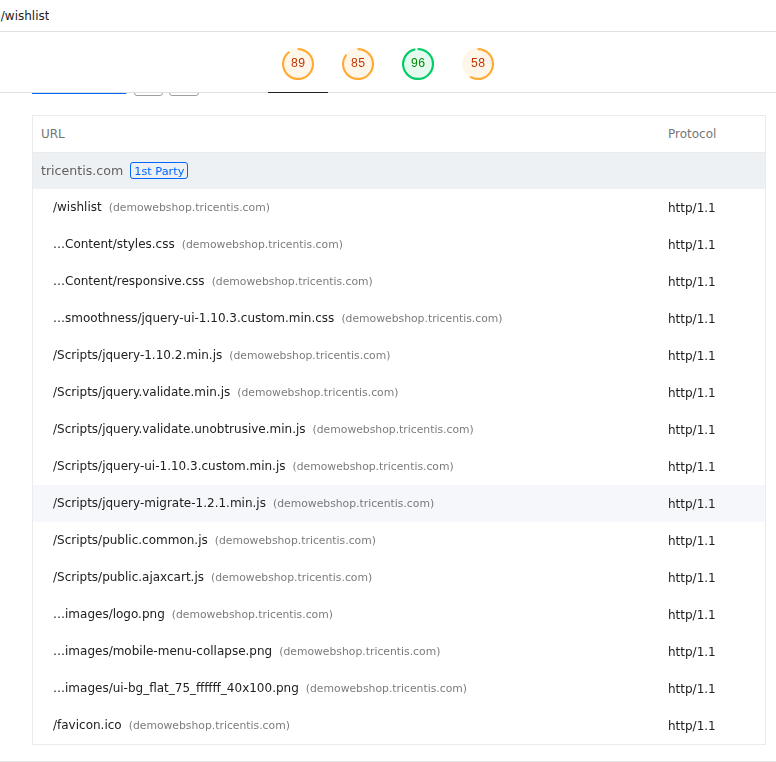 /wishlist
89 85 96 58
URL Protocol
tricentis.com 1st Party
/wishlist (demowebshop.tricentis.com) http/1.1
…Content/styles.css (demowebshop.tricentis.com) http/1.1
…Content/responsive.css (demowebshop.tricentis.com) http/1.1
…smoothness/jquery-ui-1.10.3.custom.min.css (demowebshop.tricentis.com) http/1.1
/Scripts/jquery-1.10.2.min.js (demowebshop.tricentis.com) http/1.1
/Scripts/jquery.validate.min.js (demowebshop.tricentis.com) http/1.1
/Scripts/jquery.validate.unobtrusive.min.js (demowebshop.tricentis.com) http/1.1
/Scripts/jquery-ui-1.10.3.custom.min.js (demowebshop.tricentis.com) http/1.1
/Scripts/jquery-migrate-1.2.1.min.js (demowebshop.tricentis.com) http/1.1
/Scripts/public.common.js (demowebshop.tricentis.com) http/1.1
/Scripts/public.ajaxcart.js (demowebshop.tricentis.com) http/1.1
…images/logo.png (demowebshop.tricentis.com) http/1.1
…images/mobile-menu-collapse.png (demowebshop.tricentis.com) http/1.1
…images/ui-bg_flat_75_ffffff_40x100.png (demowebshop.tricentis.com) http/1.1
/favicon.ico (demowebshop.tricentis.com) http/1.1